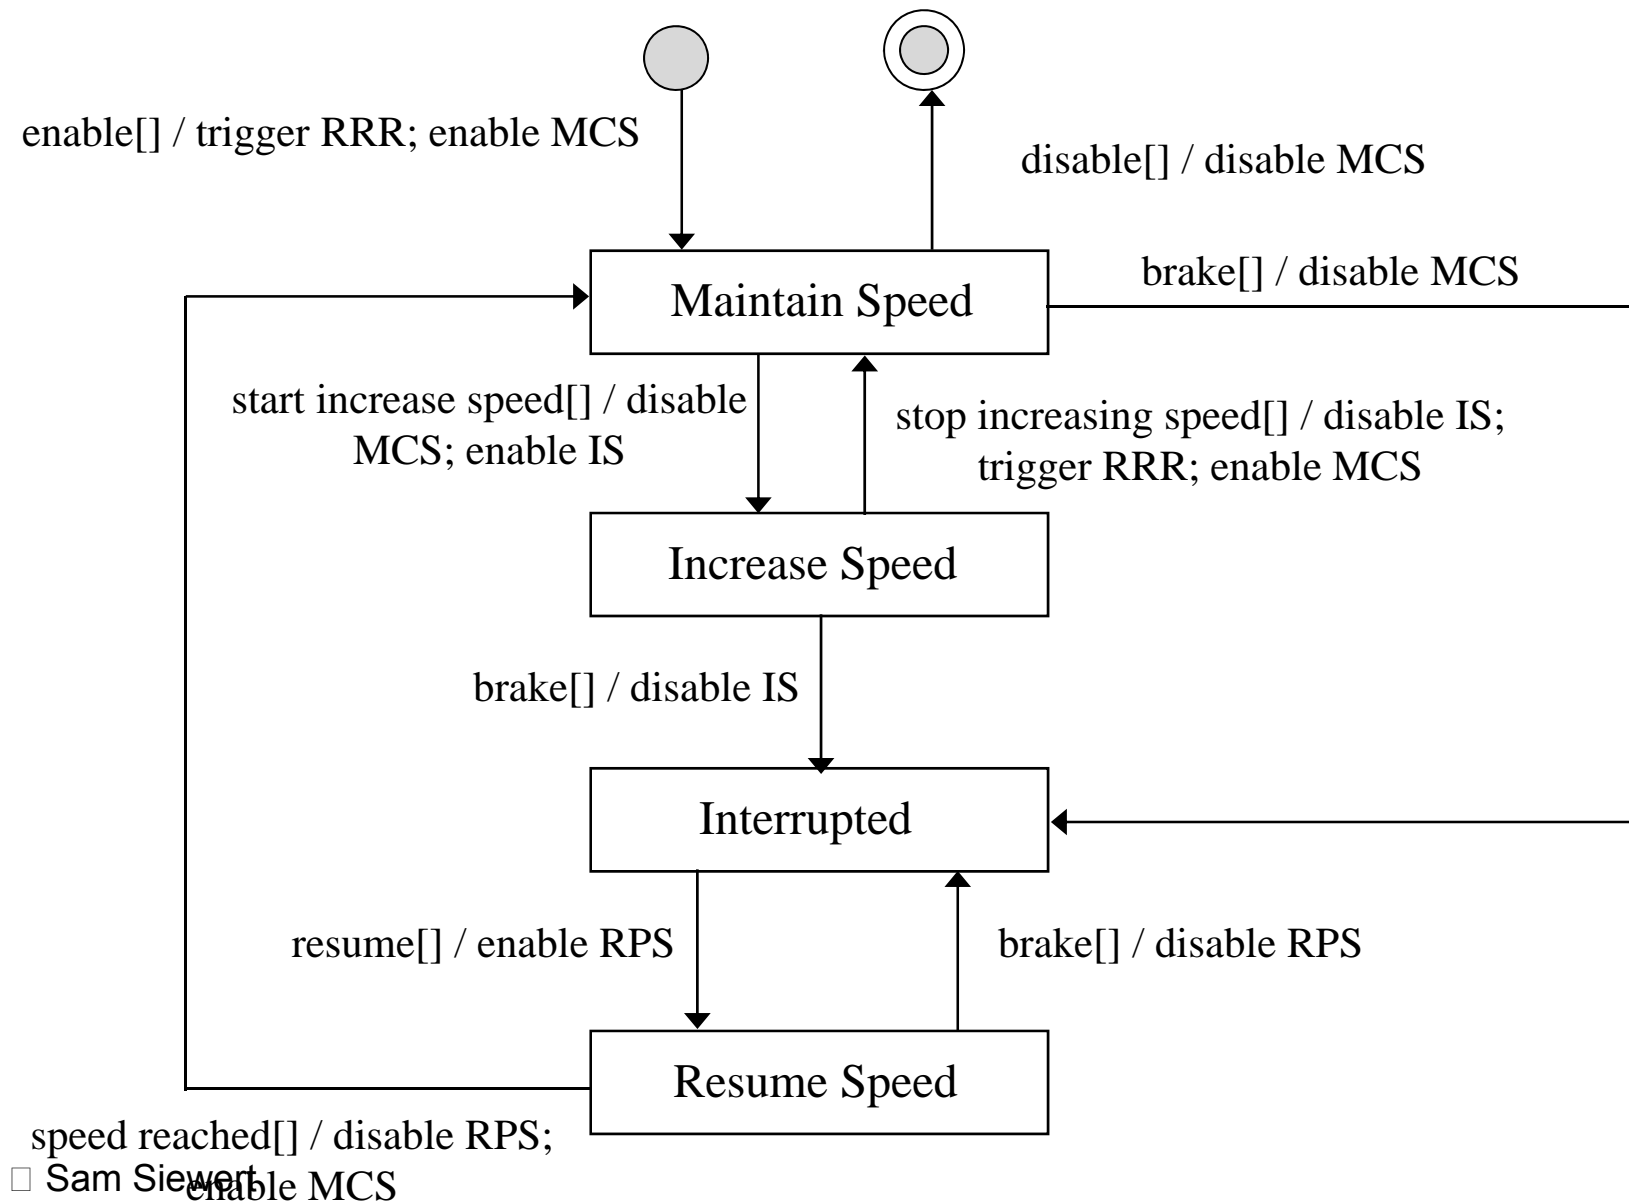 enable[] / trigger RRR; enable MCS
disable[] / disable MCS
brake[] / disable MCS
Maintain Speed
start increase speed[] / disable
MCS; enable IS
stop increasing speed[] / disable IS;
trigger RRR; enable MCS
Increase Speed
brake[] / disable IS
Interrupted
resume[] / enable RPS
brake[] / disable RPS
Resume Speed
speed reached[] / disable RPS;
enable MCS
□ Sam Siewert